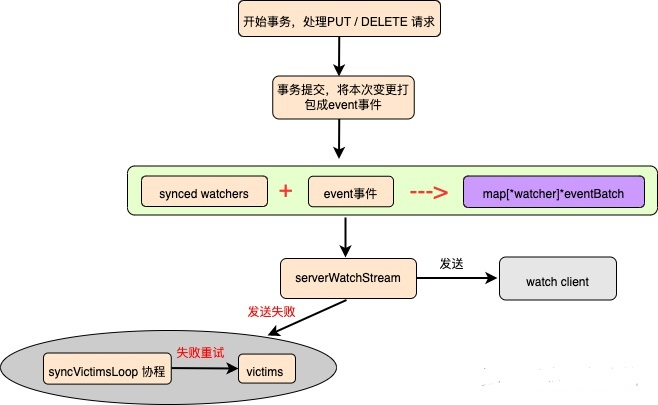 开始事务，处理PUT / DELETE 请求
事务提交，将本次变更打
包成event事件
synced watchers
+
event事件
--->
map[*watcher]*eventBatch
serverWatchStream
发送
watch client
发送失败
syncVictimsLoop 协程
失败重试
victims